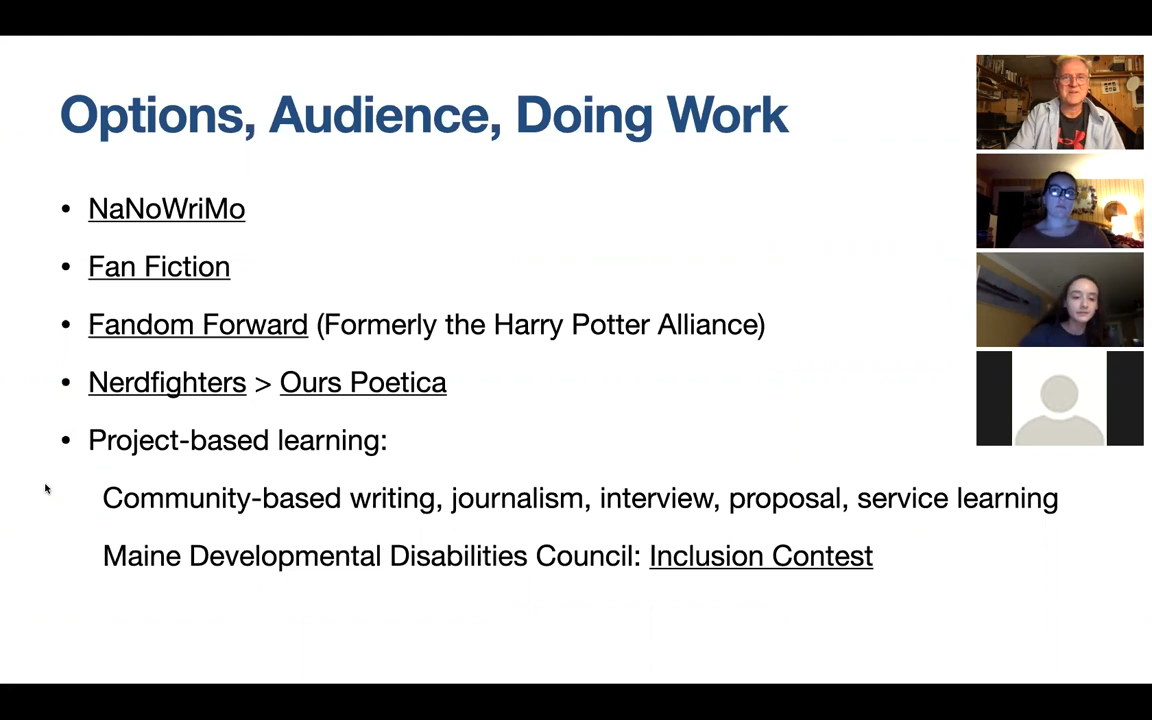 Options, Audience, Doing Work
• NaNoWriMo
• Fan Fiction
• Fandom Forward (Formerly the Harry Potter Alliance)
• Nerdfighters > Ours Poetica
• Project-based learning:
Community-based writing, journalism, interview, proposal, service learning
Maine Developmental Disabilities Council: Inclusion Contest